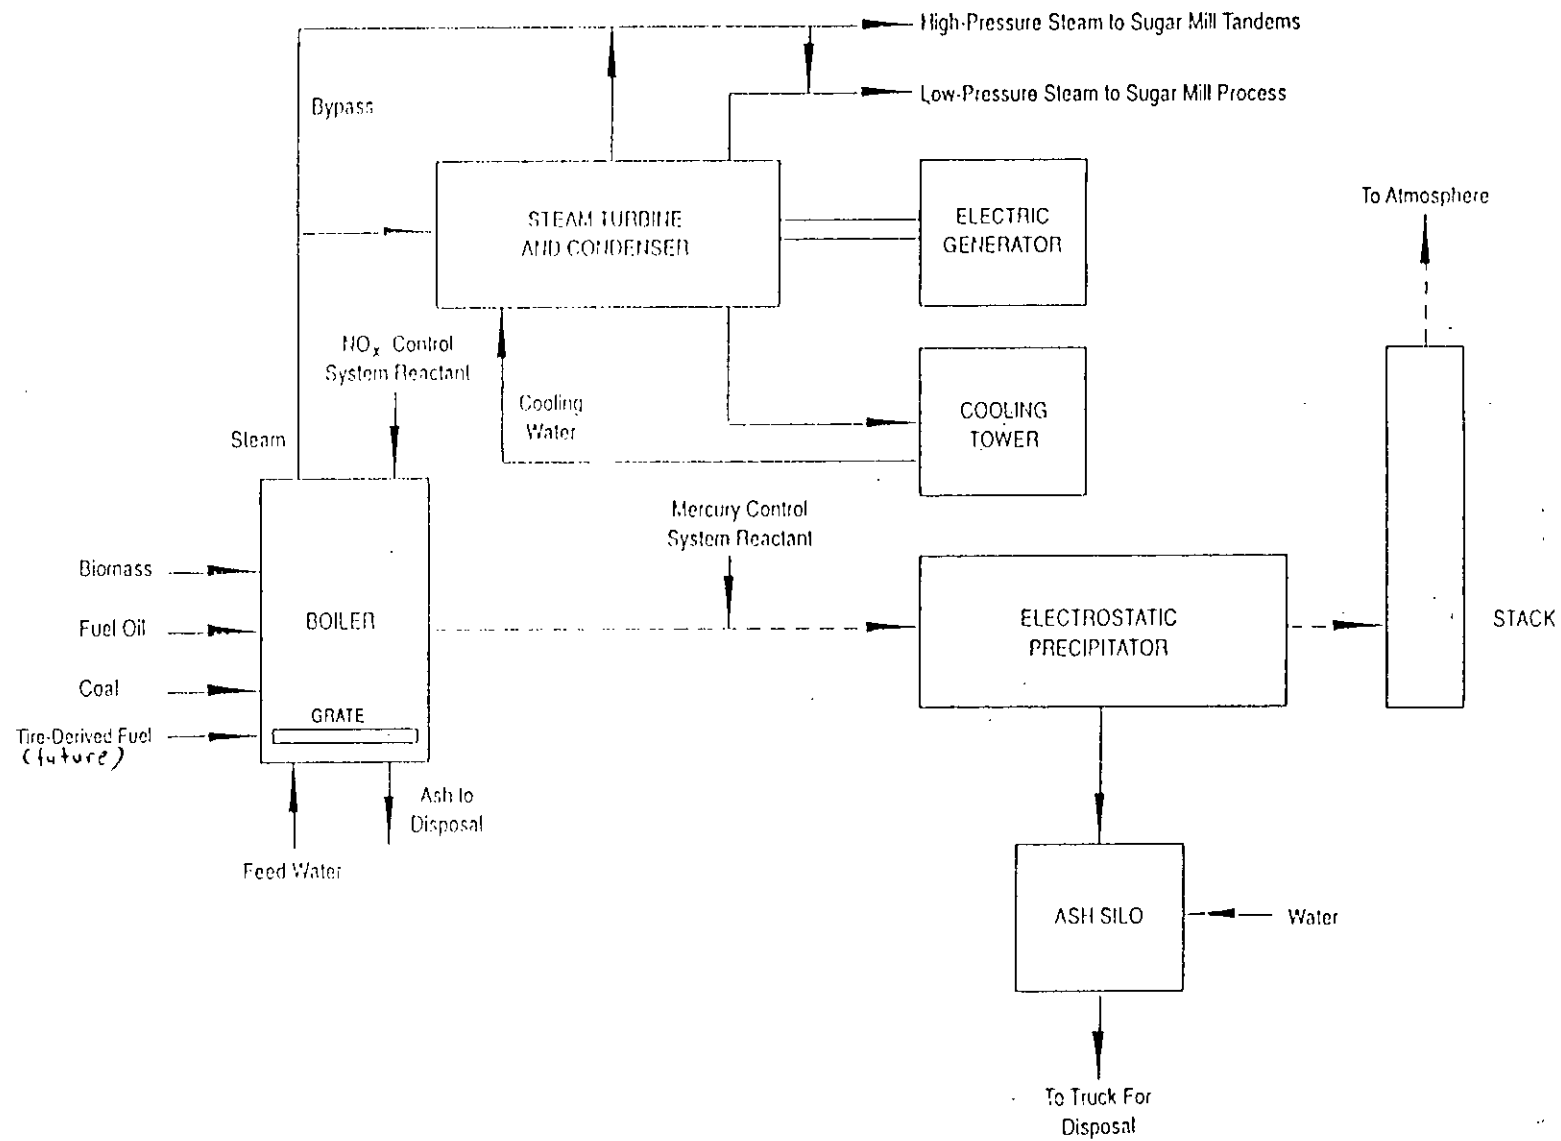 High-Pressure Steam to Sugar Mill Tandems
Bypass
Low-Pressure Steam to Sugar Mill Process
STEAM TURBINE
AND CONDENSER
ELECTRIC
GENERATOR
To Atmosphere
NOx Control
System Reactant
Cooling
Water
COOLING
TOWER
Steam
Mercury Control
System Reactant
Biomass
Fuel Oil
Coal
Tire-Derived Fuel
(future)
BOILER
GRATE
ELECTROSTATIC
PRECIPITATOR
STACK
Ash to
Disposal
Feed Water
ASH SILO
Water
To Truck For
Disposal